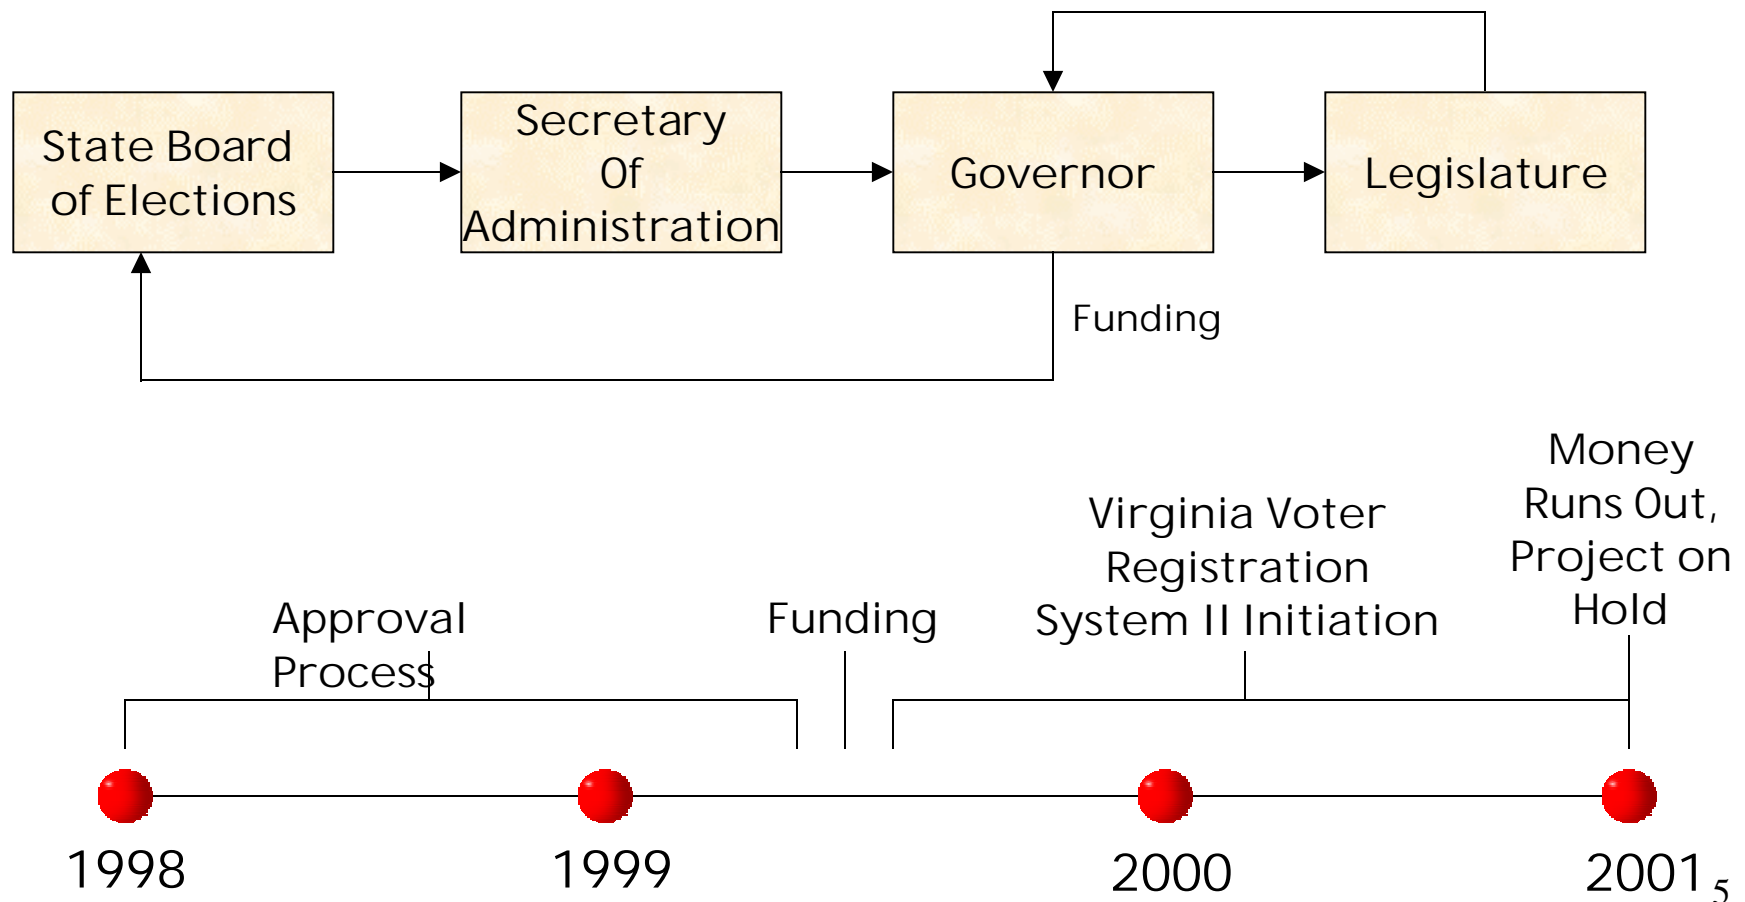 State Board
of Elections
Secretary
Of
Administration
Governor
Legislature
Funding
Approval
Process
Funding
Virginia Voter
Registration
System II Initiation
Money
Runs Out,
Project on
Hold
1998
1999
2000
2001
5